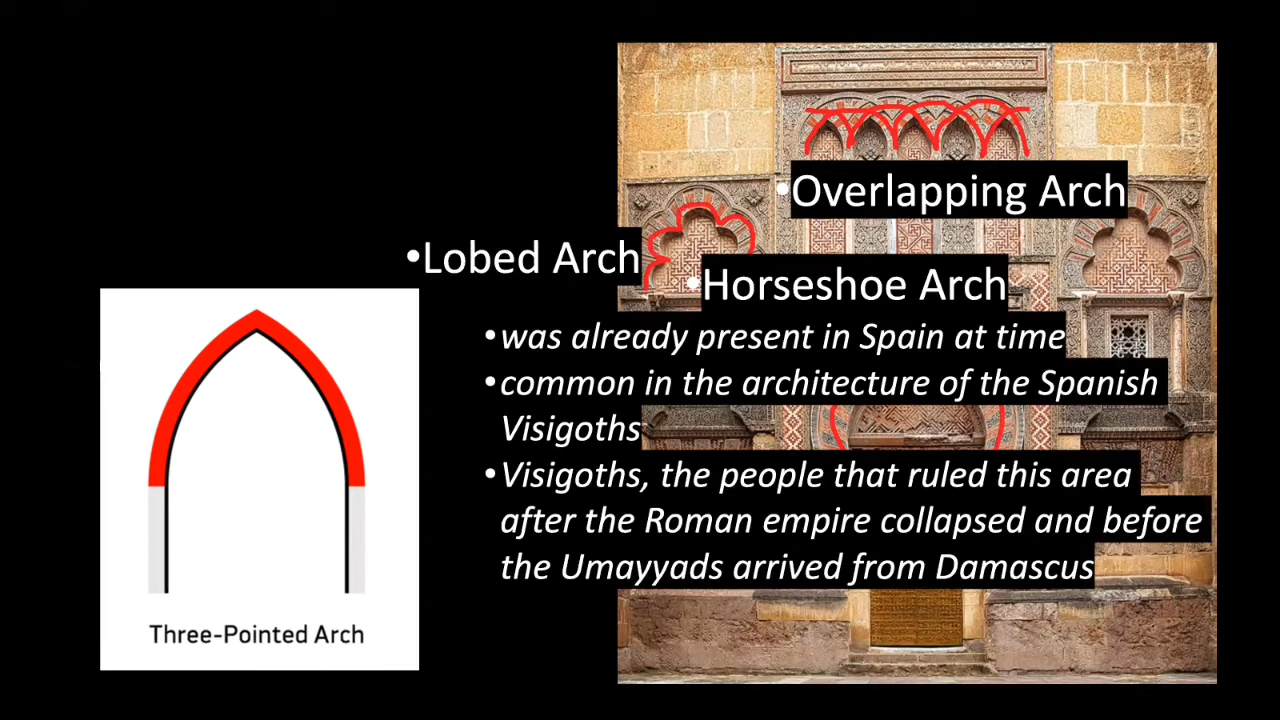 •Overlapping Arch
•Lobed Arch
•Horseshoe Arch
•was already present in Spain at time
•common in the architecture of the Spanish
Visigoths
•Visigoths, the people that ruled this area
after the Roman empire collapsed and before
the Umayyads arrived from Damascus
Three-Pointed Arch